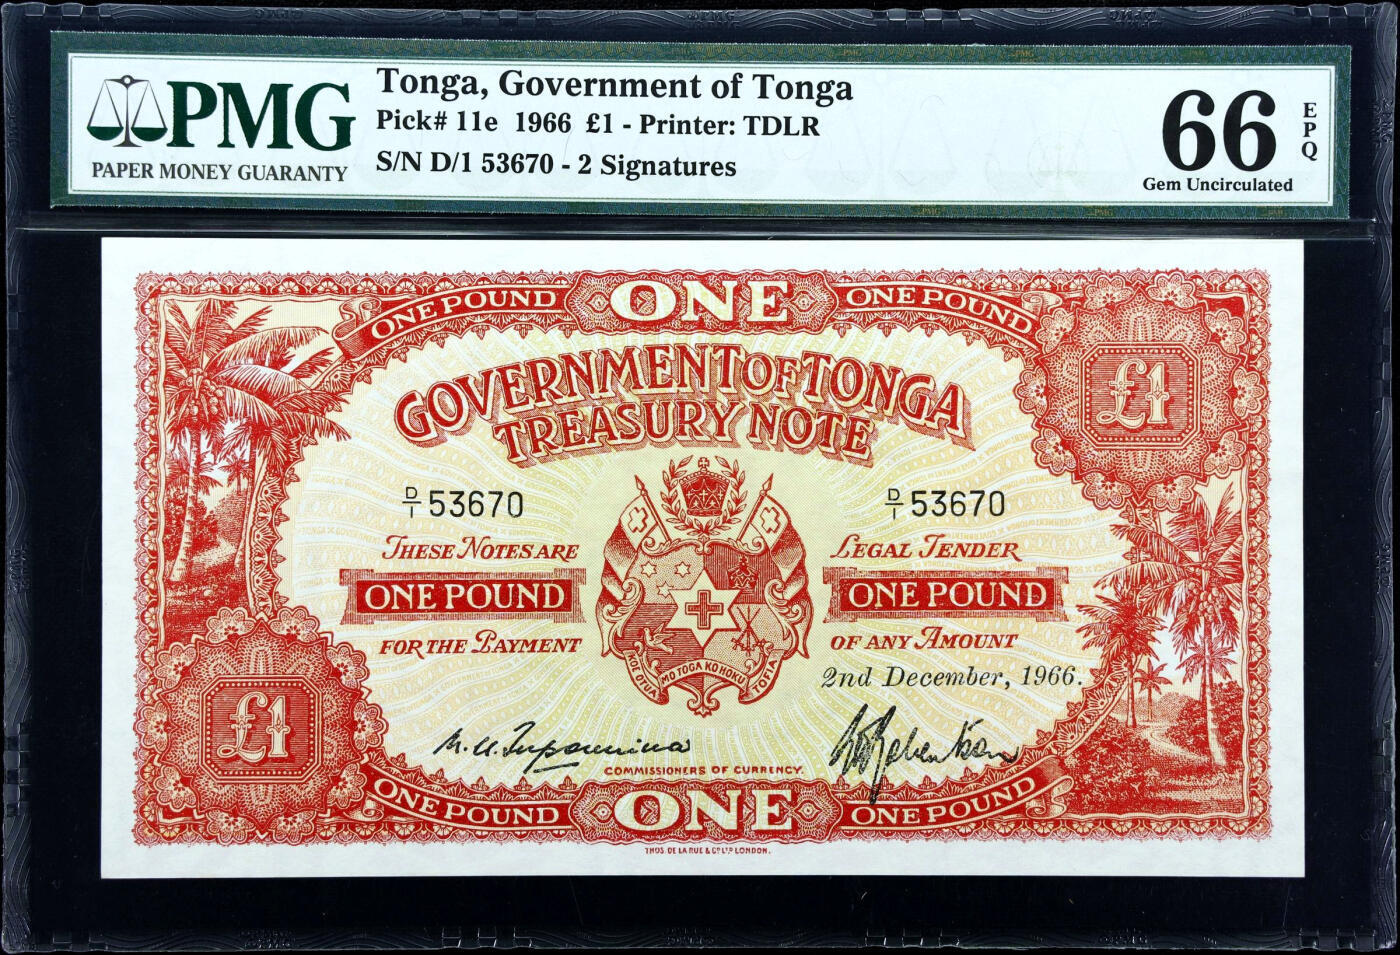 PMG
PAPER MONEY GUARANTY
Tonga, Government of Tonga
Pick# 11e 1966 £1 - Printer: TDLR
S/N D/1 53670 - 2 Signatures
66 EPQ
Gem Uncirculated
ONE POUND ONE ONE POUND
£1
GOVERNMENT OF TONGA
TREASURY NOTE
D/1 53670 D/1 53670
THESE NOTES ARE LEGAL TENDER
ONE POUND ONE POUND
FOR THE PAYMENT OF ANY AMOUNT
KOE OTUA MO TOGA KO HOKU TOFIA
2nd December, 1966.
£1
COMMISSIONERS OF CURRENCY.
ONE POUND ONE ONE POUND
THOS. DE LA RUE & CO. LTD. LONDON.